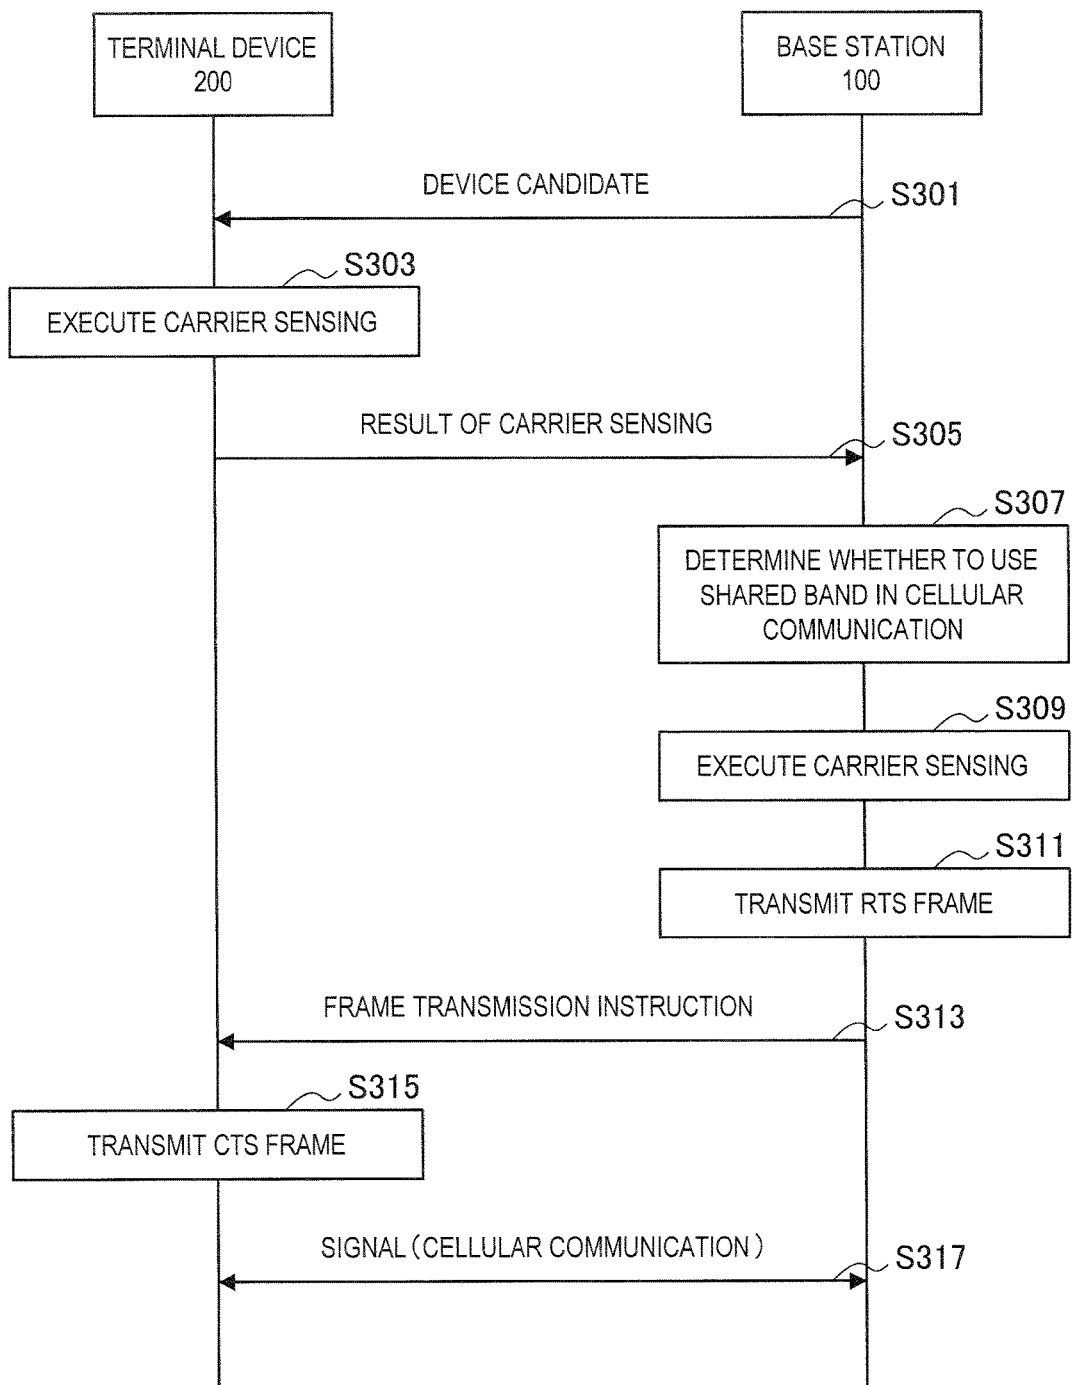 TERMINAL DEVICE
200
BASE STATION
100
DEVICE CANDIDATE
S301
S303
EXECUTE CARRIER SENSING
RESULT OF CARRIER SENSING
S305
S307
DETERMINE WHETHER TO USE
SHARED BAND IN CELLULAR
COMMUNICATION
S309
EXECUTE CARRIER SENSING
S311
TRANSMIT RTS FRAME
FRAME TRANSMISSION INSTRUCTION
S313
S315
TRANSMIT CTS FRAME
SIGNAL (CELLULAR COMMUNICATION)
S317